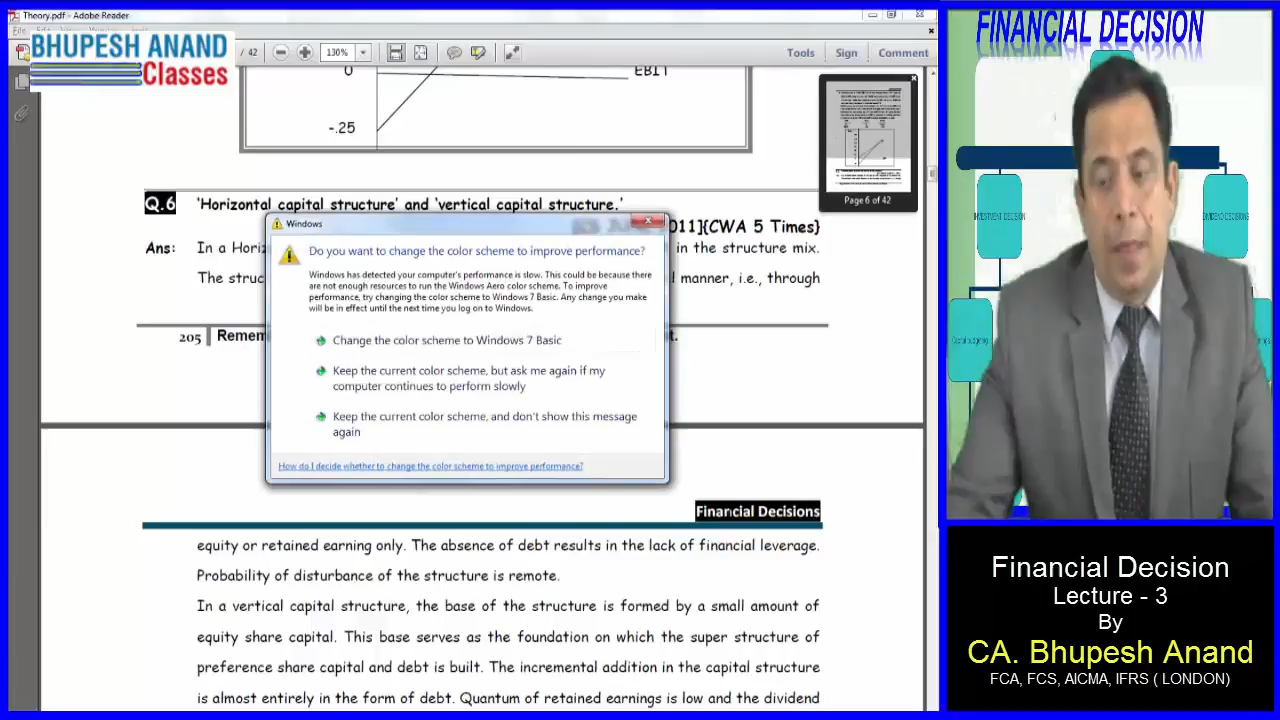 Theory.pdf - Adobe Reader
BHUPESH ANAND
Classes
/ 42
130%
Tools
Sign
Comment
0
EBIT
-.25
Page 6 of 42
Q.6
'Horizontal capital structure' and 'vertical capital structure.'
011]{CWA 5 Times}
Ans:
In a Hori
in the structure mix.
The struc
l manner, i.e., through
205
Remem
t.
Windows
Do you want to change the color scheme to improve performance?
Windows has detected your computer's performance is slow. This could be because there
are not enough resources to run the Windows Aero color scheme. To improve
performance, try changing the color scheme to Windows 7 Basic. Any change you make
will be in effect until the next time you log on to Windows.
Change the color scheme to Windows 7 Basic
Keep the current color scheme, but ask me again if my
computer continues to perform slowly
Keep the current color scheme, and don't show this message
again
How do I decide whether to change the color scheme to improve performance?
Financial Decisions
equity or retained earning only. The absence of debt results in the lack of financial leverage.
Probability of disturbance of the structure is remote.
In a vertical capital structure, the base of the structure is formed by a small amount of
equity share capital. This base serves as the foundation on which the super structure of
preference share capital and debt is built. The incremental addition in the capital structure
is almost entirely in the form of debt. Quantum of retained earnings is low and the dividend
FINANCIAL DECISION
INVESTMENT DECISION
DIVIDEND DECISIONS
Capital budgeting
Financial Decision
Lecture - 3
By
CA. Bhupesh Anand
FCA, FCS, AICMA, IFRS ( LONDON)